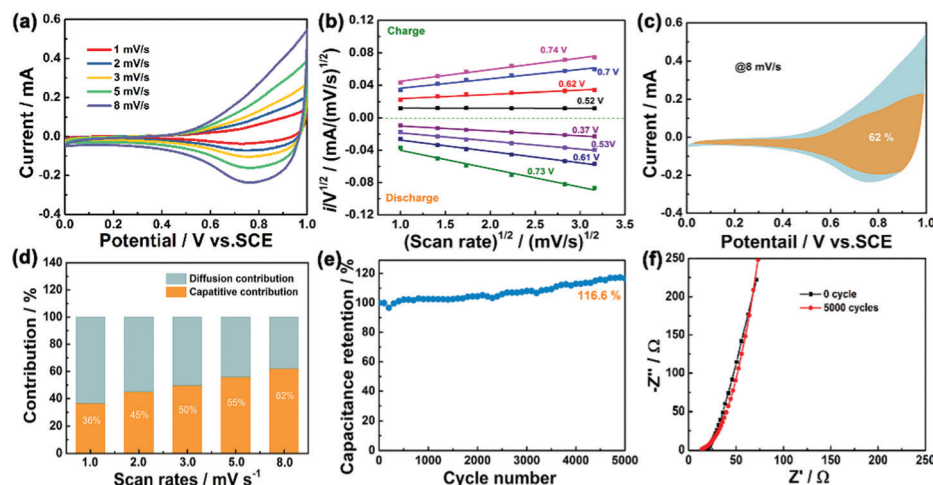 (a)
0.6
0.4
0.2
0.0
-0.2
-0.4
Current / mA
1 mV/s
2 mV/s
3 mV/s
5 mV/s
8 mV/s
0.0 0.2 0.4 0.6 0.8 1.0
Potential / V vs.SCE
(b)
0.12
0.08
0.04
0.00
-0.04
-0.08
-0.12
i/V^1/2 / (mA/(mV/s)^1/2
Charge
0.74 V
0.7 V
0.62 V
0.52 V
0.37 V
0.53V
0.61 V
0.73 V
Discharge
0.5 1.0 1.5 2.0 2.5 3.0 3.5
(Scan rate)^1/2 / (mV/s)^1/2
(c)
0.6
0.4
0.2
0.0
-0.2
-0.4
Current / mA
@8 mV/s
62 %
0.0 0.2 0.4 0.6 0.8 1.0
Potentail / V vs.SCE
(d)
140
120
100
80
60
40
20
0
Contribution / %
Diffusion contribution
Capatitive contribution
36% 45% 50% 55% 62%
1.0 2.0 3.0 5.0 8.0
Scan rates / mV s^-1
(e)
120
100
80
60
40
20
0
Capacitance retention / %
116.6 %
0 1000 2000 3000 4000 5000
Cycle number
(f)
250
200
150
100
50
0
-Z'' / Ω
0 cycle
5000 cycles
0 50 100 150 200 250
Z' / Ω